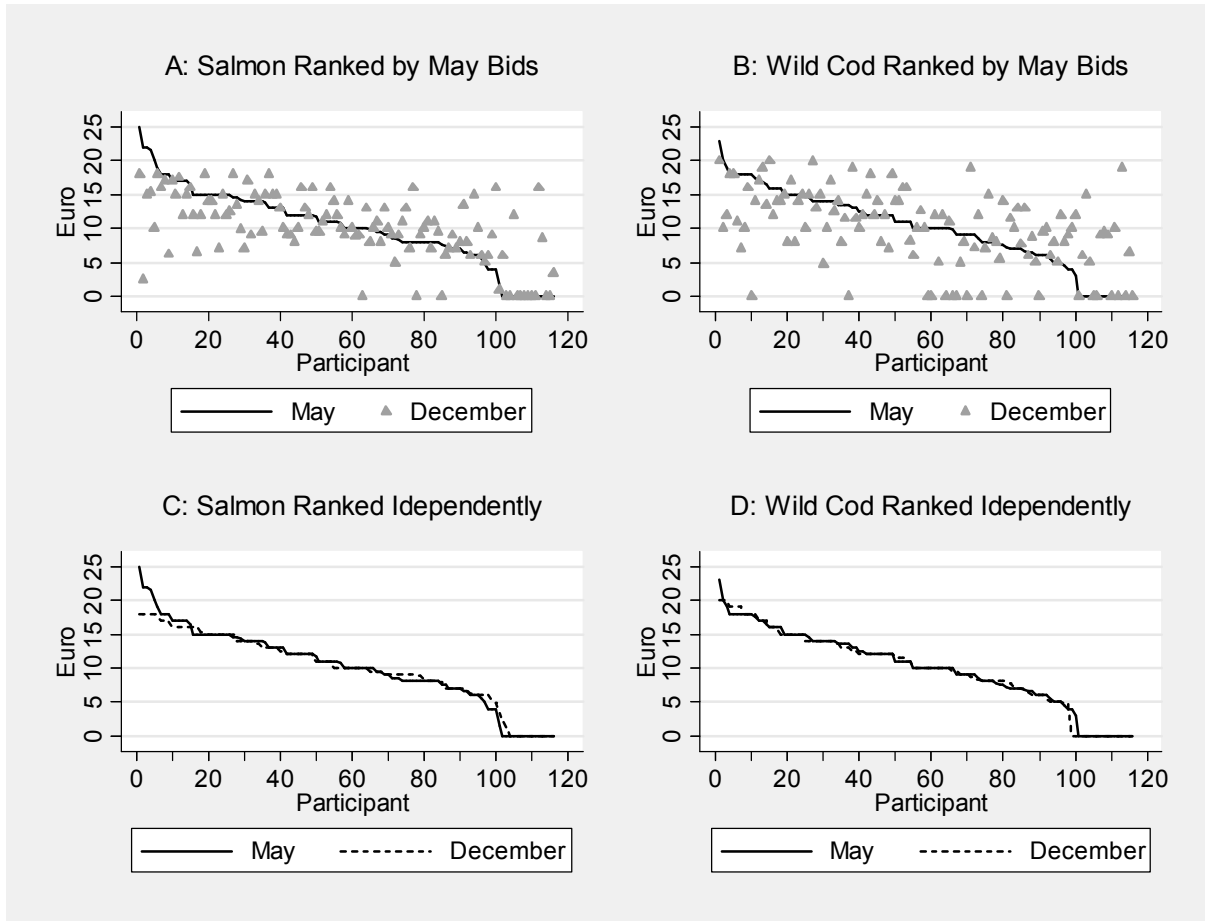 A: Salmon Ranked by May Bids
Euro
0 5 10 15 20 25
0 20 40 60 80 100 120
Participant
May December
B: Wild Cod Ranked by May Bids
Euro
0 5 10 15 20 25
0 20 40 60 80 100 120
Participant
May December
C: Salmon Ranked Idependently
Euro
0 5 10 15 20 25
0 20 40 60 80 100 120
Participant
May December
D: Wild Cod Ranked Idependently
Euro
0 5 10 15 20 25
0 20 40 60 80 100 120
Participant
May December